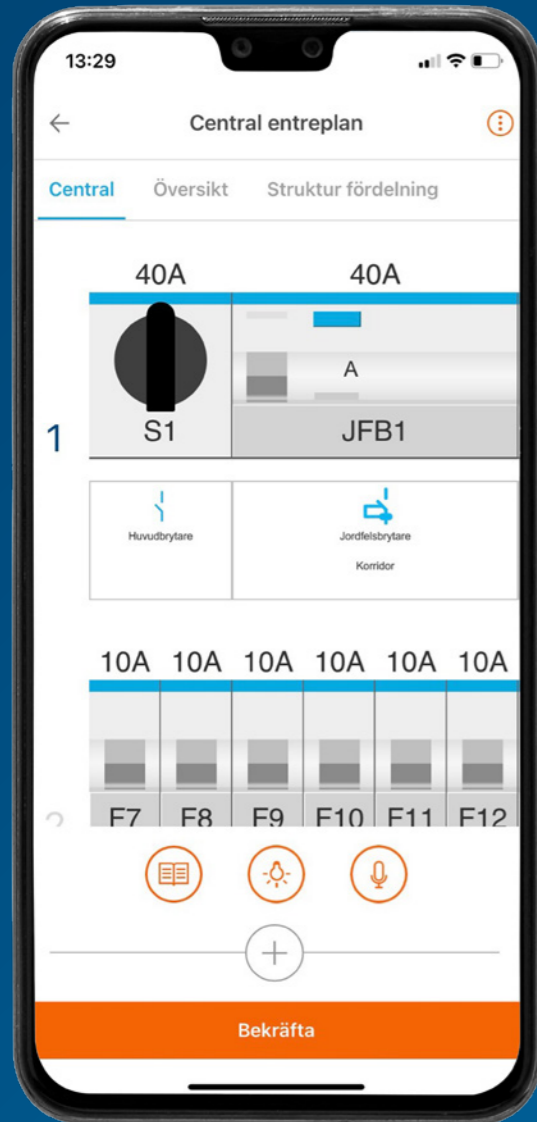 13:29
Central entreplan
Central Översikt Struktur fördelning
40A 40A
A
1 S1 JFB1
Huvudbrytare Jordfelsbrytare
Korridor
10A 10A 10A 10A 10A 10A
2 F7 F8 F9 F10 F11 F12
Bekräfta